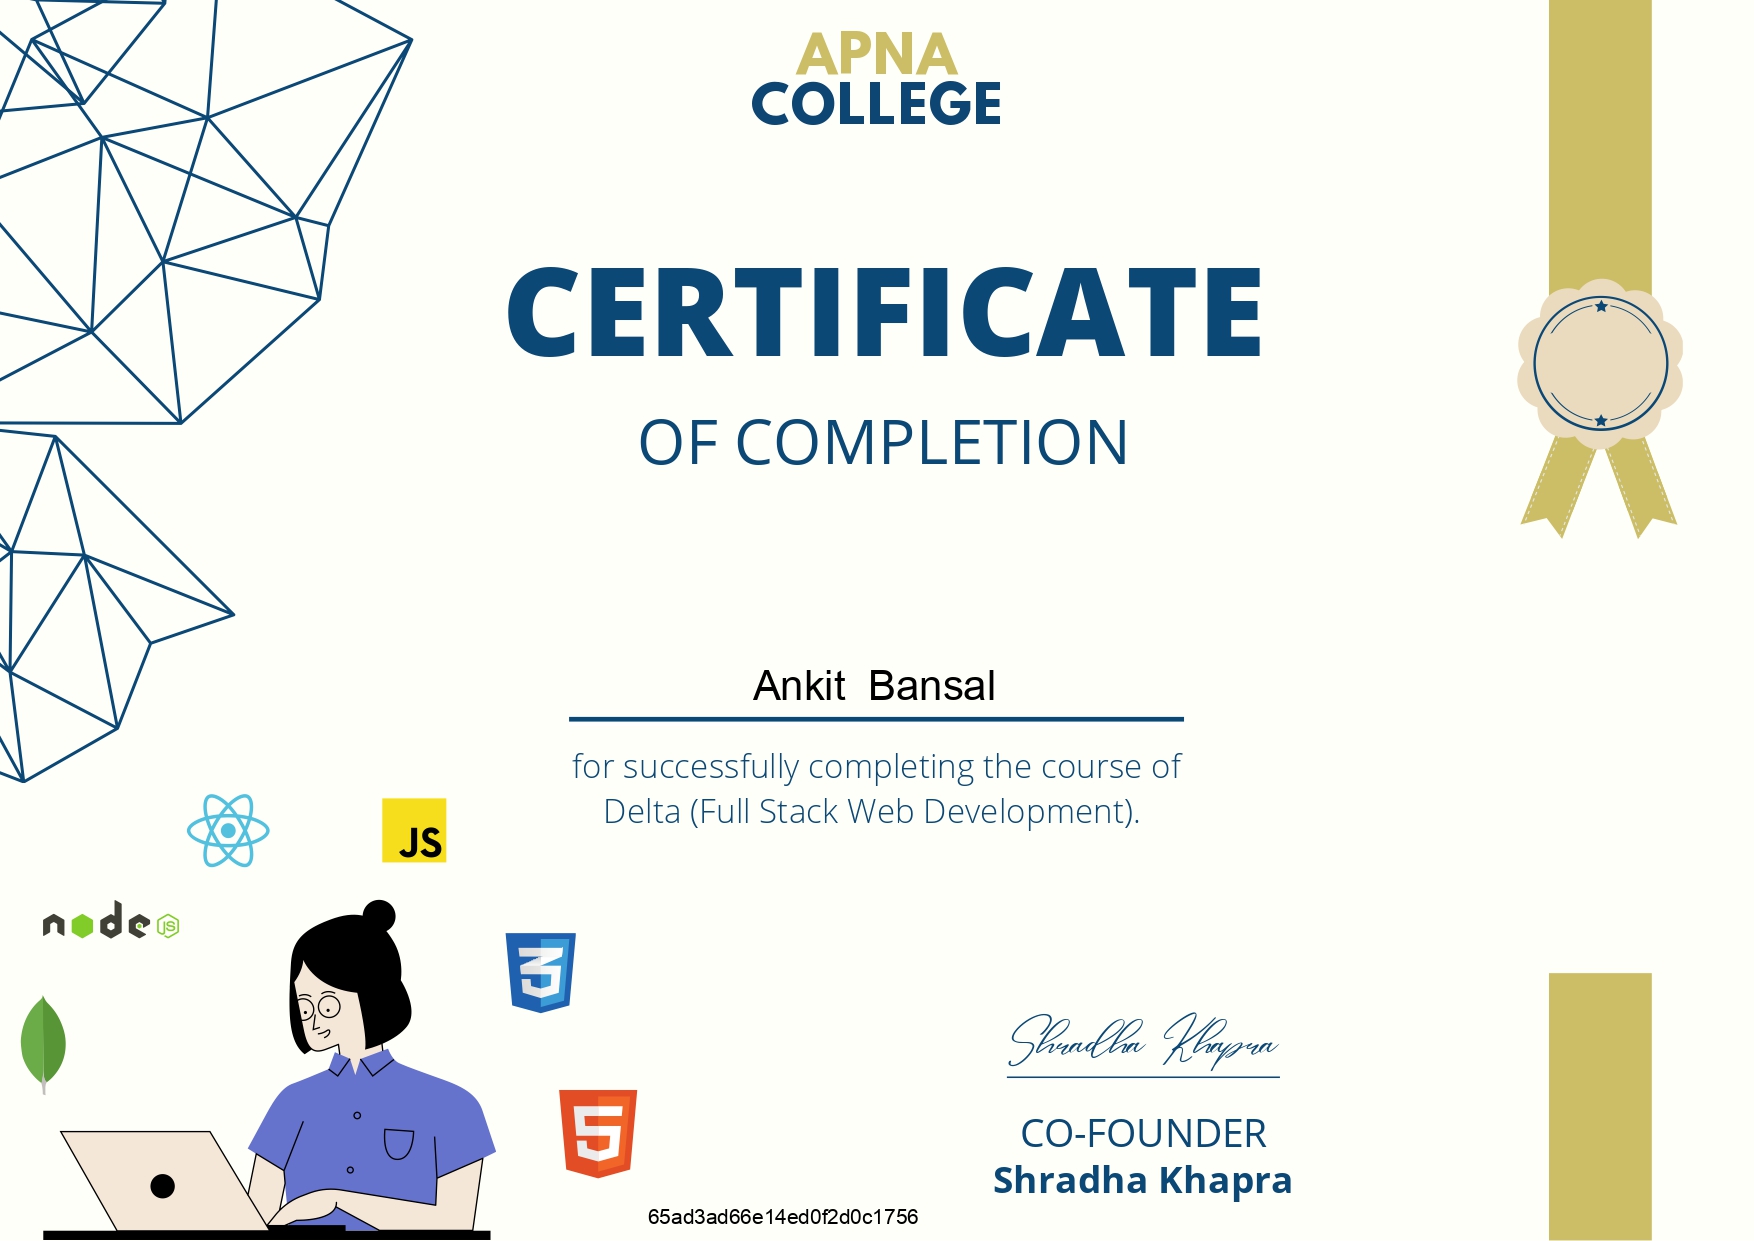 APNA
COLLEGE
CERTIFICATE
OF COMPLETION
Ankit Bansal
for successfully completing the course of
Delta (Full Stack Web Development).
JS
node JS
3
5
Shradha Khapra
CO-FOUNDER
Shradha Khapra
65ad3ad66e14ed0f2d0c1756